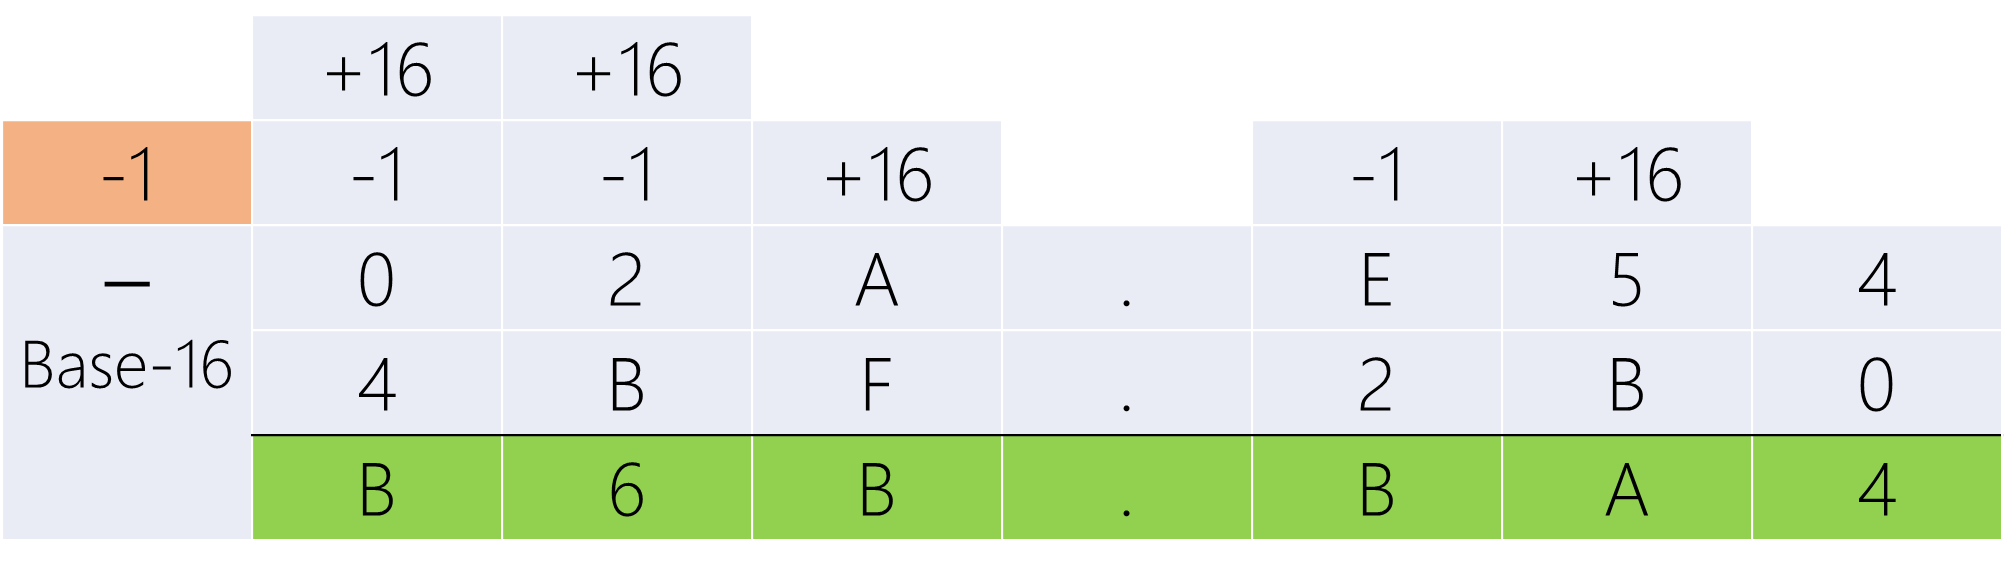 +16 +16
-1 -1 -1 +16 -1 +16
− 0 2 A . E 5 4
Base-16 4 B F . 2 B 0
B 6 B . B A 4